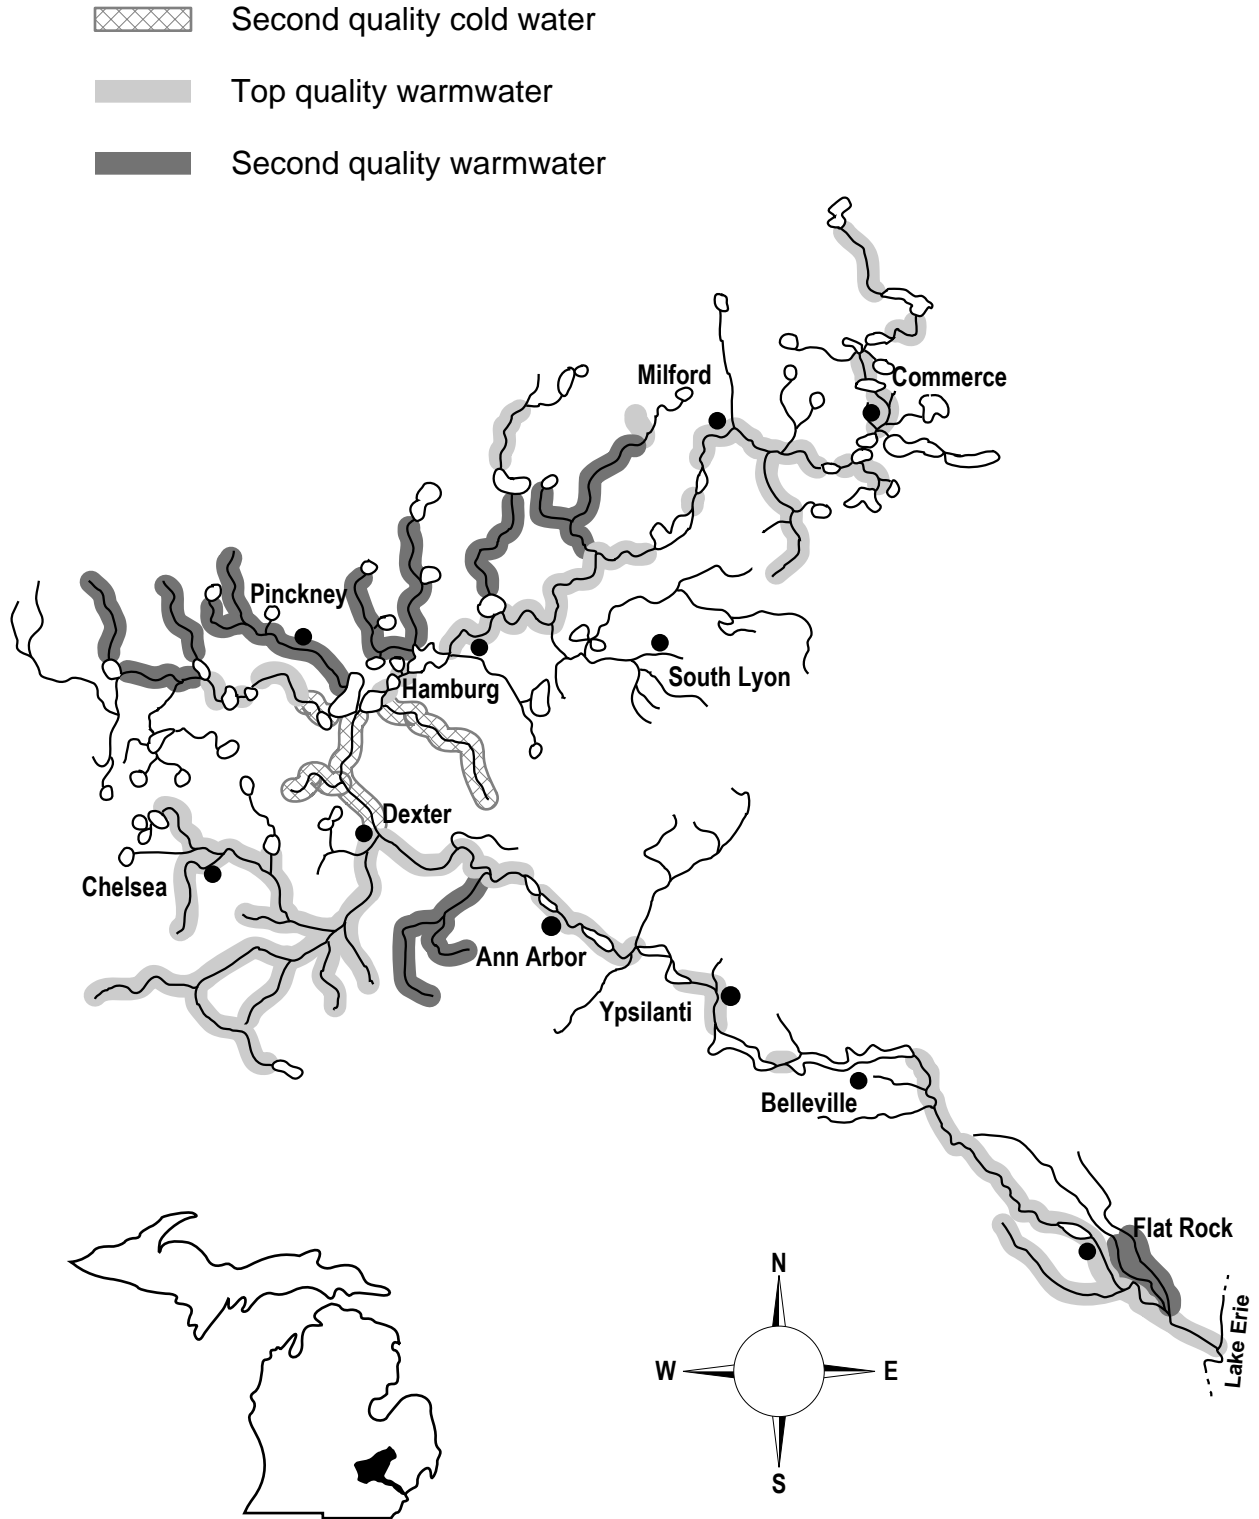 Second quality cold water
Top quality warmwater
Second quality warmwater
Milford
Commerce
Pinckney
South Lyon
Hamburg
Dexter
Chelsea
Ann Arbor
Ypsilanti
Belleville
Flat Rock
N
Lake Erie
W
E
S